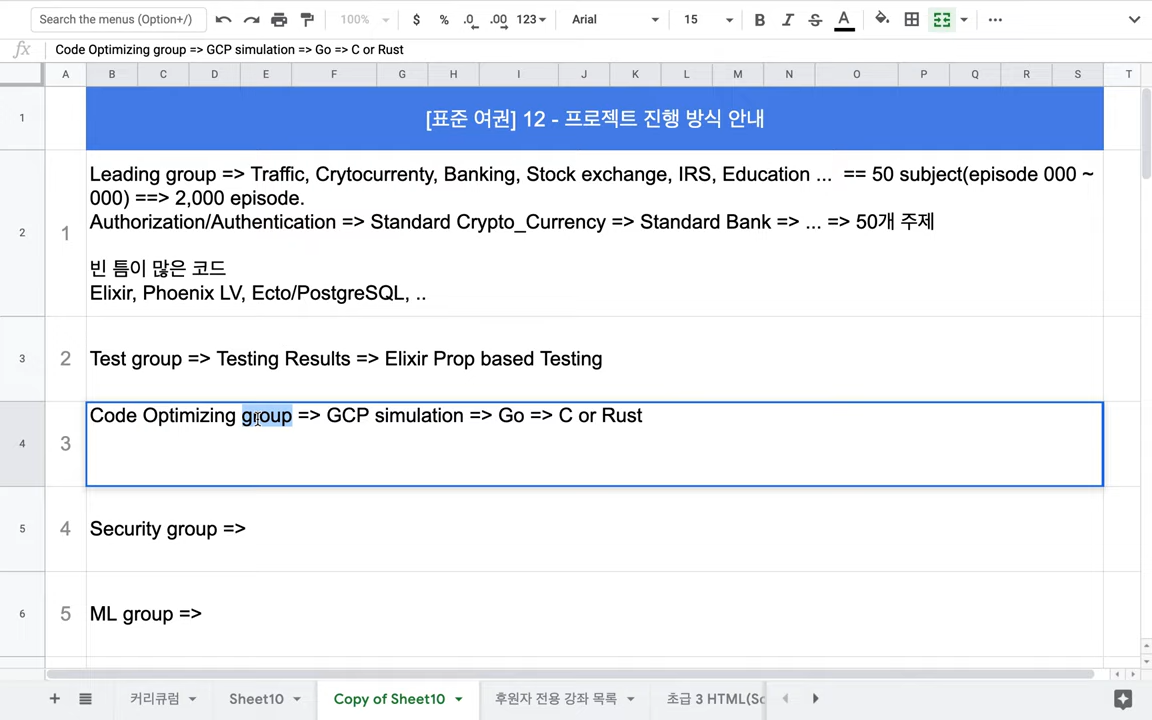 Search the menus (Option+/)
100%
$ % .0 .00 123
Arial
15
B I S A
fx
Code Optimizing group => GCP simulation => Go => C or Rust
A B C D E F G H I J K L M N O P Q R S T
1
[표준 여권] 12 - 프로젝트 진행 방식 안내
2
1
Leading group => Traffic, Crytocurrenty, Banking, Stock exchange, IRS, Education ... == 50 subject(episode 000 ~
000) ==> 2,000 episode.
Authorization/Authentication => Standard Crypto_Currency => Standard Bank => ... => 50개 주제
빈 틈이 많은 코드
Elixir, Phoenix LV, Ecto/PostgreSQL, ..
3
2
Test group => Testing Results => Elixir Prop based Testing
4
3
Code Optimizing group => GCP simulation => Go => C or Rust
5
4
Security group =>
6
5
ML group =>
커리큐럼
Sheet10
Copy of Sheet10
후원자 전용 강좌 목록
초급 3 HTML(Sc